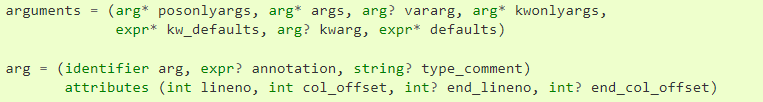 arguments = (arg* posonlyargs, arg* args, arg? vararg, arg* kwonlyargs,
             expr* kw_defaults, arg? kwarg, expr* defaults)

arg = (identifier arg, expr? annotation, string? type_comment)
       attributes (int lineno, int col_offset, int? end_lineno, int? end_col_offset)